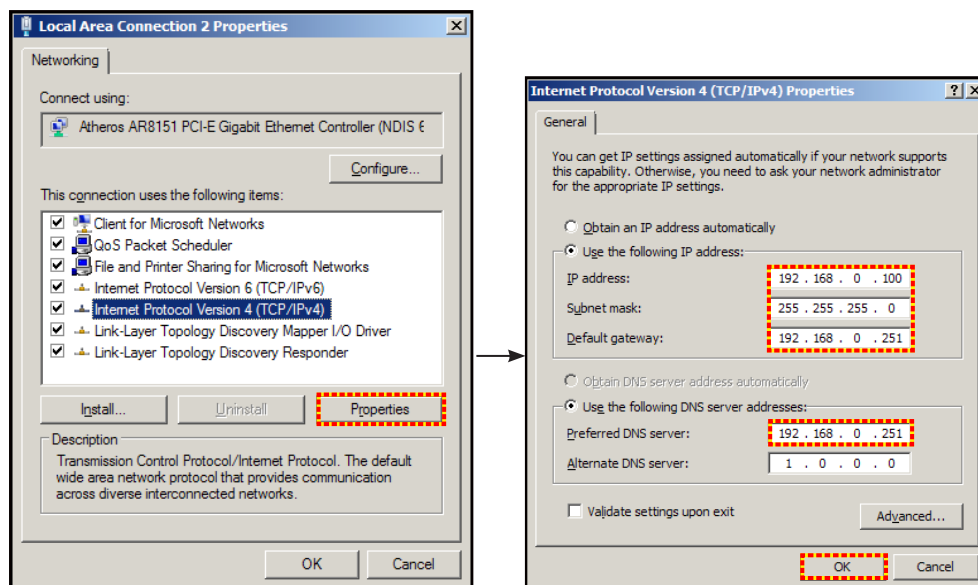 Local Area Connection 2 Properties
Networking
Connect using:
Atheros AR8151 PCI-E Gigabit Ethernet Controller (NDIS 6
Configure...
This connection uses the following items:
Client for Microsoft Networks
QoS Packet Scheduler
File and Printer Sharing for Microsoft Networks
Internet Protocol Version 6 (TCP/IPv6)
Internet Protocol Version 4 (TCP/IPv4)
Link-Layer Topology Discovery Mapper I/O Driver
Link-Layer Topology Discovery Responder
Install...
Uninstall
Properties
Description
Transmission Control Protocol/Internet Protocol. The default
wide area network protocol that provides communication
across diverse interconnected networks.
OK
Cancel
Internet Protocol Version 4 (TCP/IPv4) Properties
General
You can get IP settings assigned automatically if your network supports
this capability. Otherwise, you need to ask your network administrator
for the appropriate IP settings.
Obtain an IP address automatically
Use the following IP address:
IP address: 192 . 168 . 0 . 100
Subnet mask: 255 . 255 . 255 . 0
Default gateway: 192 . 168 . 0 . 251
Obtain DNS server address automatically
Use the following DNS server addresses:
Preferred DNS server: 192 . 168 . 0 . 251
Alternate DNS server: 1 . 0 . 0 . 0
Validate settings upon exit
Advanced...
OK
Cancel